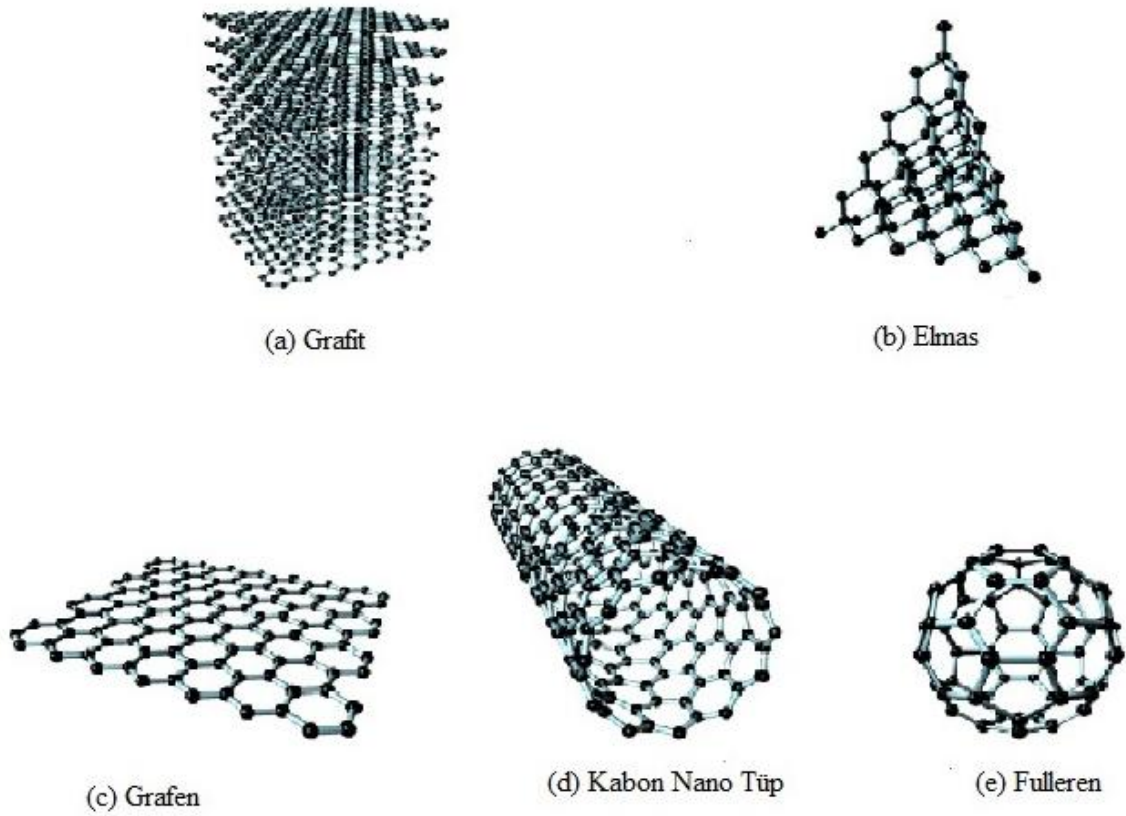 (a) Grafit
(b) Elmas
(c) Grafen
(d) Kabon Nano Tüp
(e) Fulleren